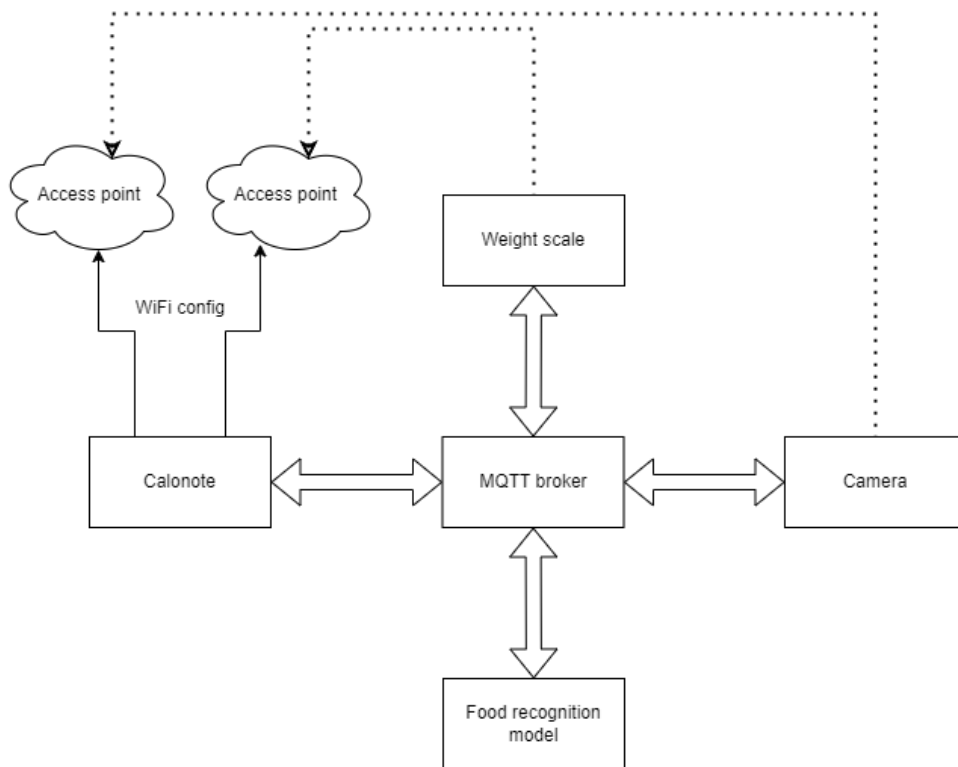 Access point
Access point
Weight scale
WiFi config
Calonote
MQTT broker
Camera
Food recognition
model